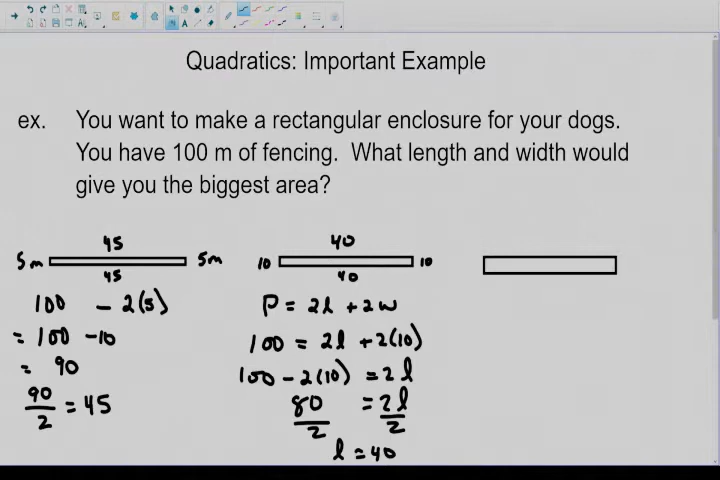 Quadratics: Important Example
ex. You want to make a rectangular enclosure for your dogs.
You have 100 m of fencing. What length and width would
give you the biggest area?
45
5m 5m
45
100 - 2(5)
= 100 - 10
= 90
90/2 = 45
40
10 10
40
P = 2l + 2w
100 = 2l + 2(10)
100 - 2(10) = 2l
80/2 = 2l/2
l = 40